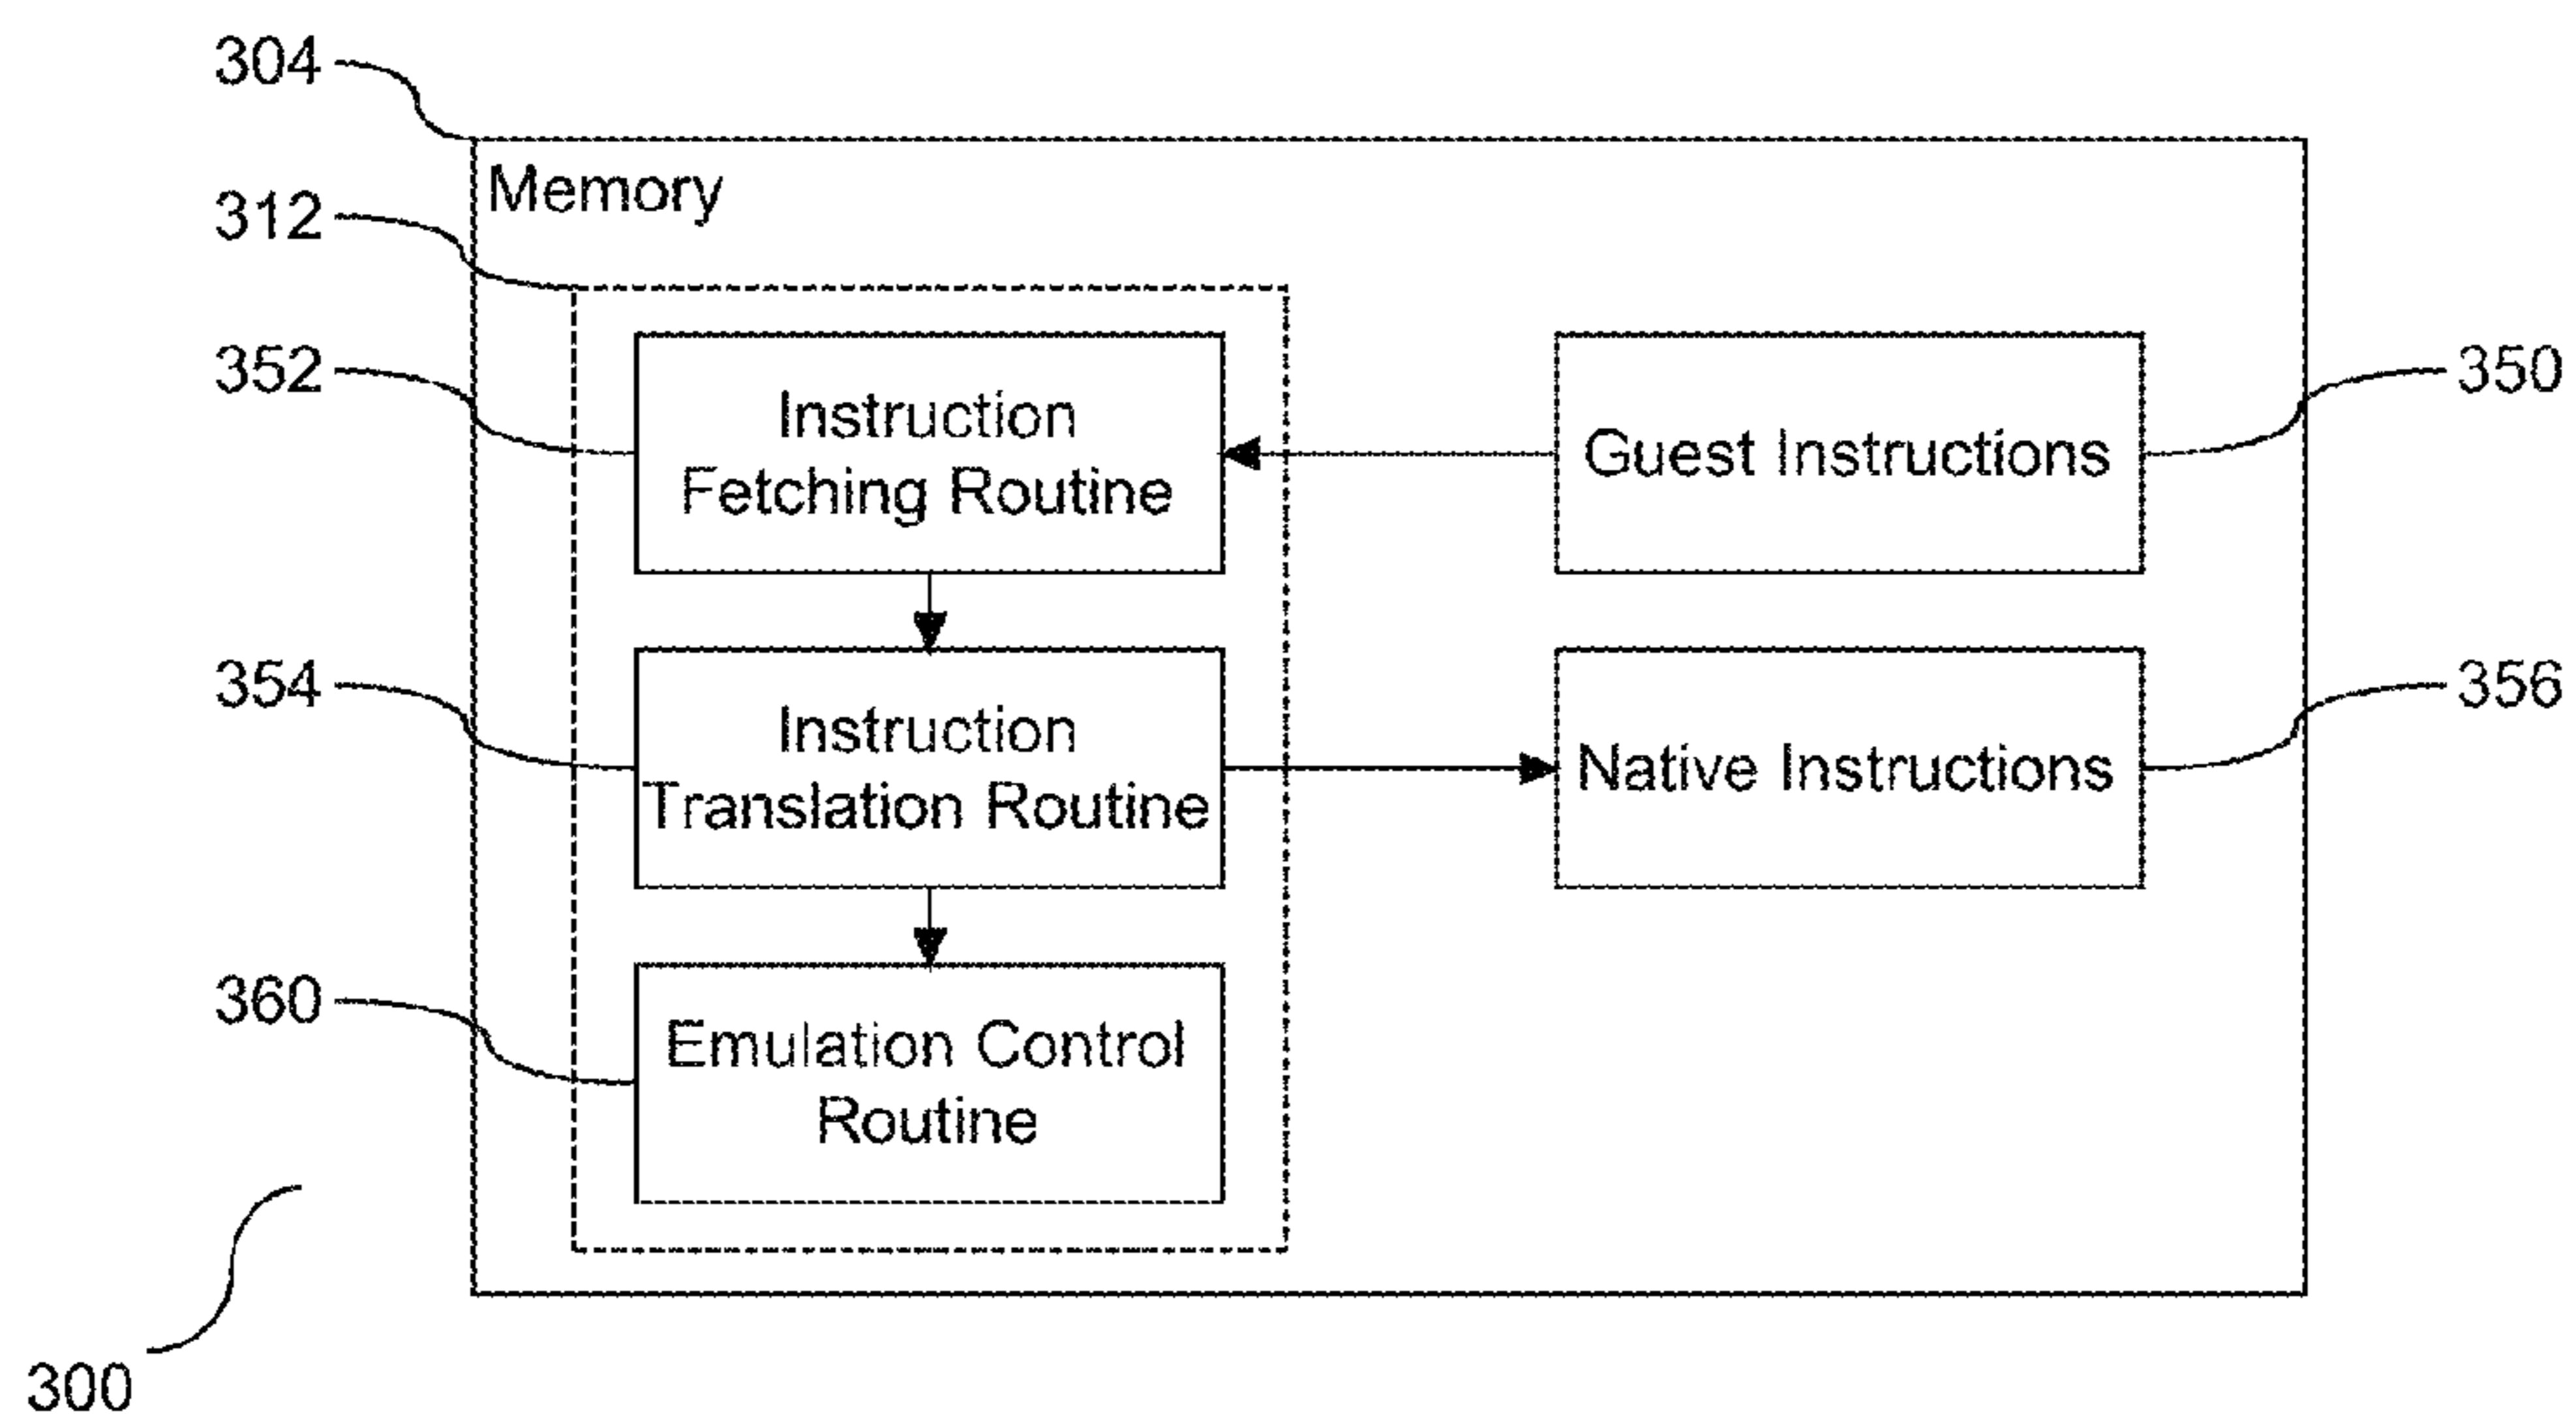 304
Memory
312
352
Instruction
Fetching Routine
Guest Instructions
350
354
Instruction
Translation Routine
Native Instructions
356
360
Emulation Control
Routine
300